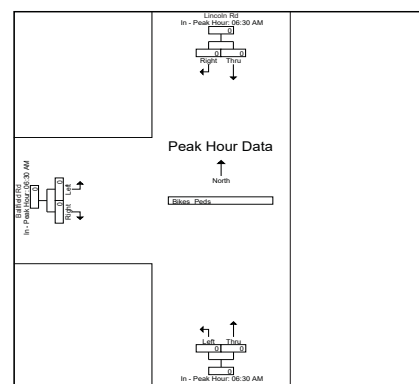 Lincoln Rd
In - Peak Hour: 06:30 AM
0
0 0
Right Thru
Peak Hour Data
North
Bikes Peds
Balfield Rd
In - Peak Hour: 06:30 AM
0
0 0
Left
Right
Left Thru
0 0
0
In - Peak Hour: 06:30 AM